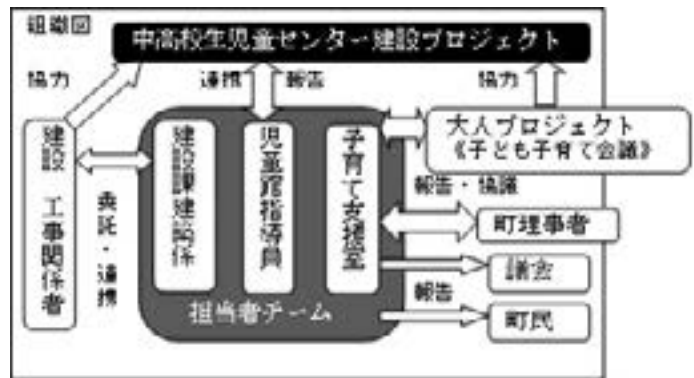 組織図
中高校生児童センター建設プロジェクト
協力
連携
報告
協力
建設
工事関係者
委託・連携
建設課建設係
児童館指導員
子育て支援室
担当者チーム
大人プロジェクト
《子ども子育て会議》
報告・協議
町理事者
議会
報告
町民